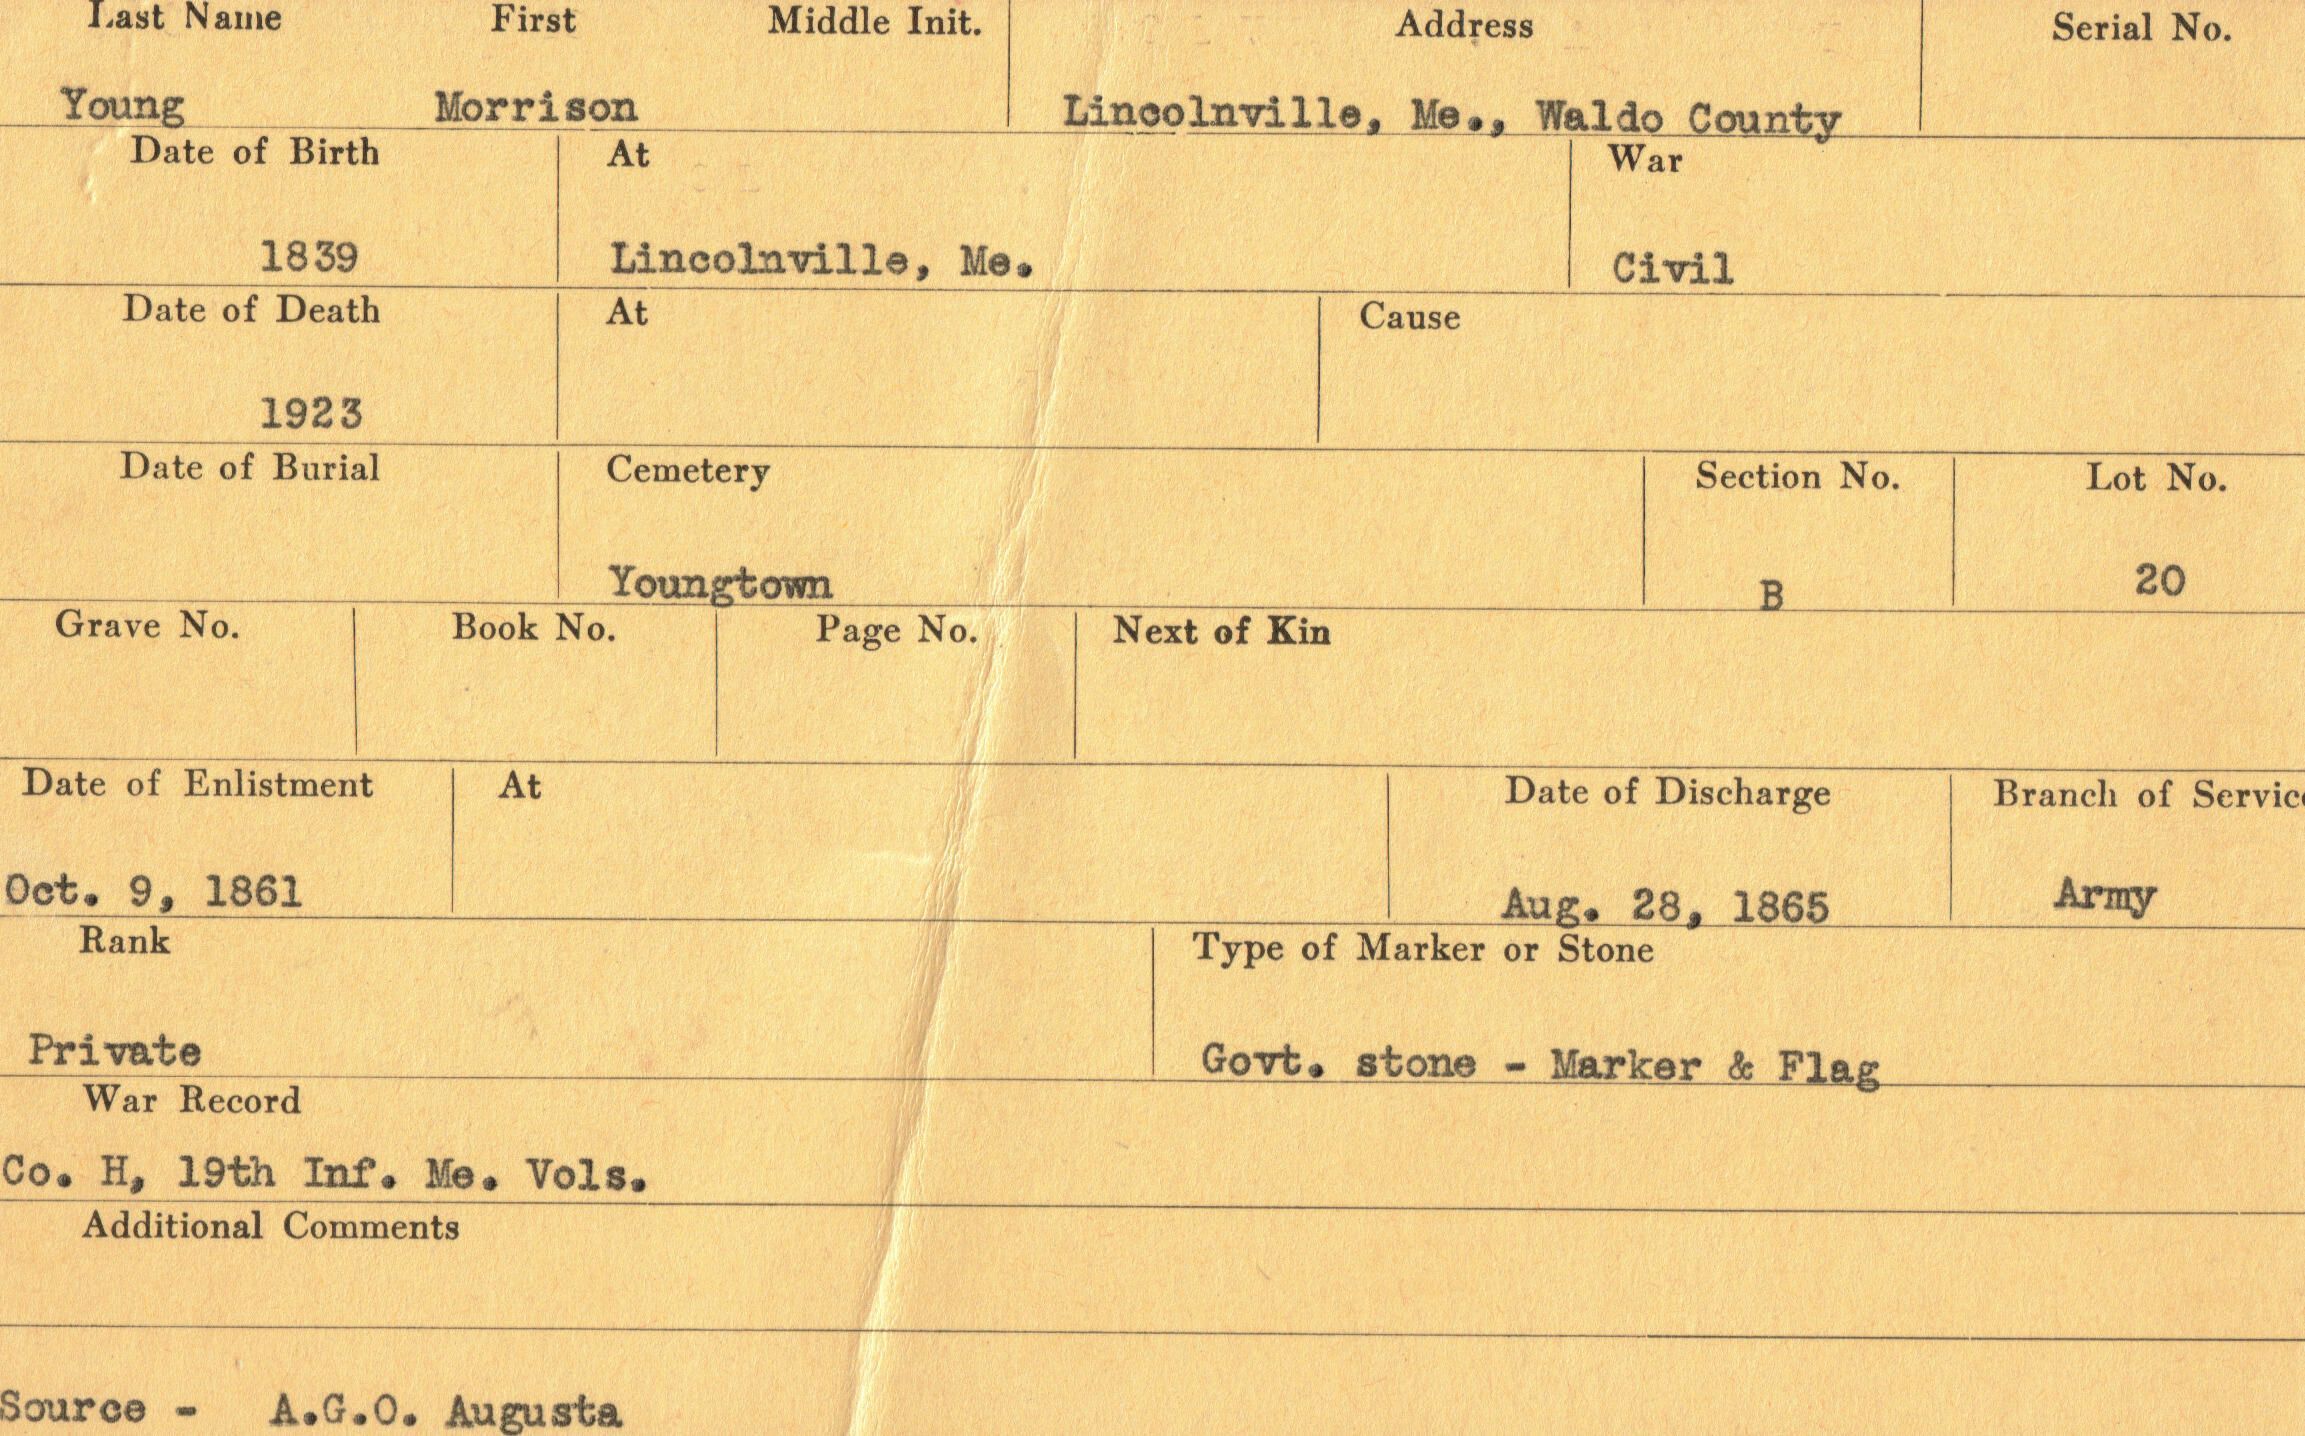 Last Name First Middle Init. Address Serial No.
Young Morrison Lincolnville, Me., Waldo County
Date of Birth At War
1839 Lincolnville, Me. Civil
Date of Death At Cause
1923
Date of Burial Cemetery Section No. Lot No.
Youngtown B 20
Grave No. Book No. Page No. Next of Kin
Date of Enlistment At Date of Discharge Branch of Service
Oct. 9, 1861 Aug. 28, 1865 Army
Rank Type of Marker or Stone
Private Govt. stone - Marker & Flag
War Record
Co. H, 19th Inf. Me. Vols.
Additional Comments
Source - A.G.O. Augusta